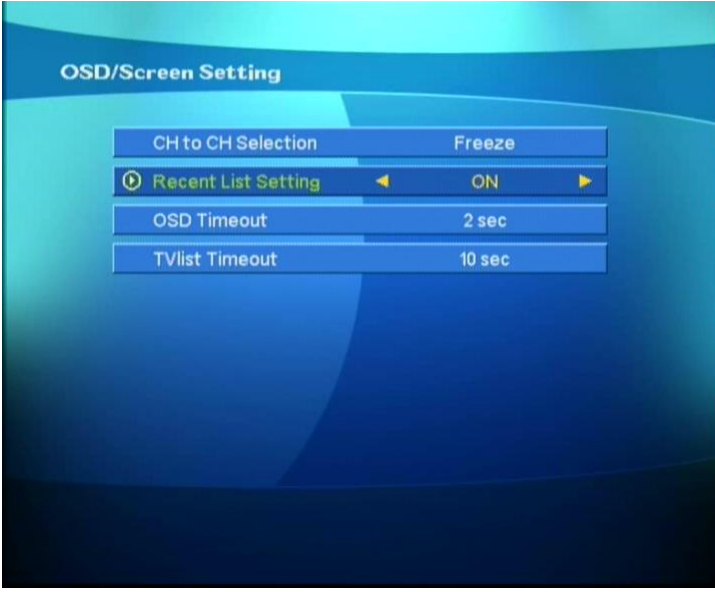 OSD/Screen Setting
CH to CH Selection Freeze
Recent List Setting ON
OSD Timeout 2 sec
TVlist Timeout 10 sec